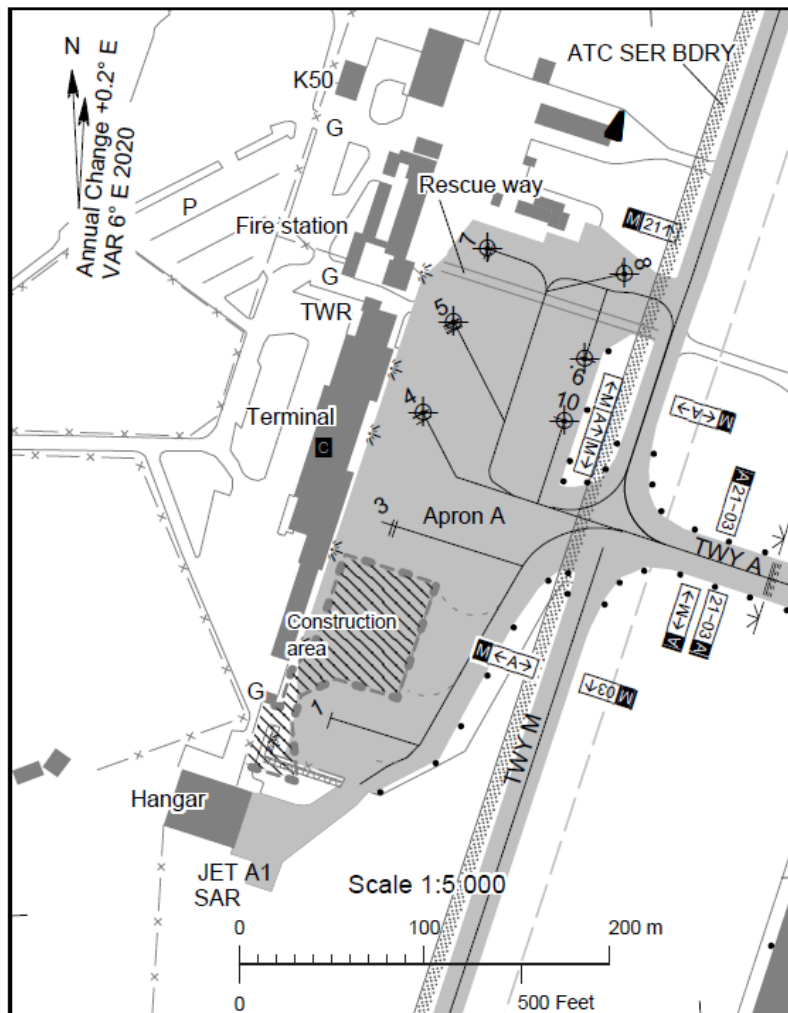 N
Annual Change +0.2° E
VAR 6° E 2020
ATC SER BDRY
K50
G
P
Rescue way
M 21↑
Fire station
7
8
G
TWR
5
9
4
10
←M A↑ M→
M ←A→
Terminal
C
3
Apron A
A 21-03
TWY A
Construction
area
M ←A→
←M→ A
21-03 A
G
1
M 03↑
TWY M
Hangar
JET A1
SAR
Scale 1:5 000
0 100 200 m
0 500 Feet